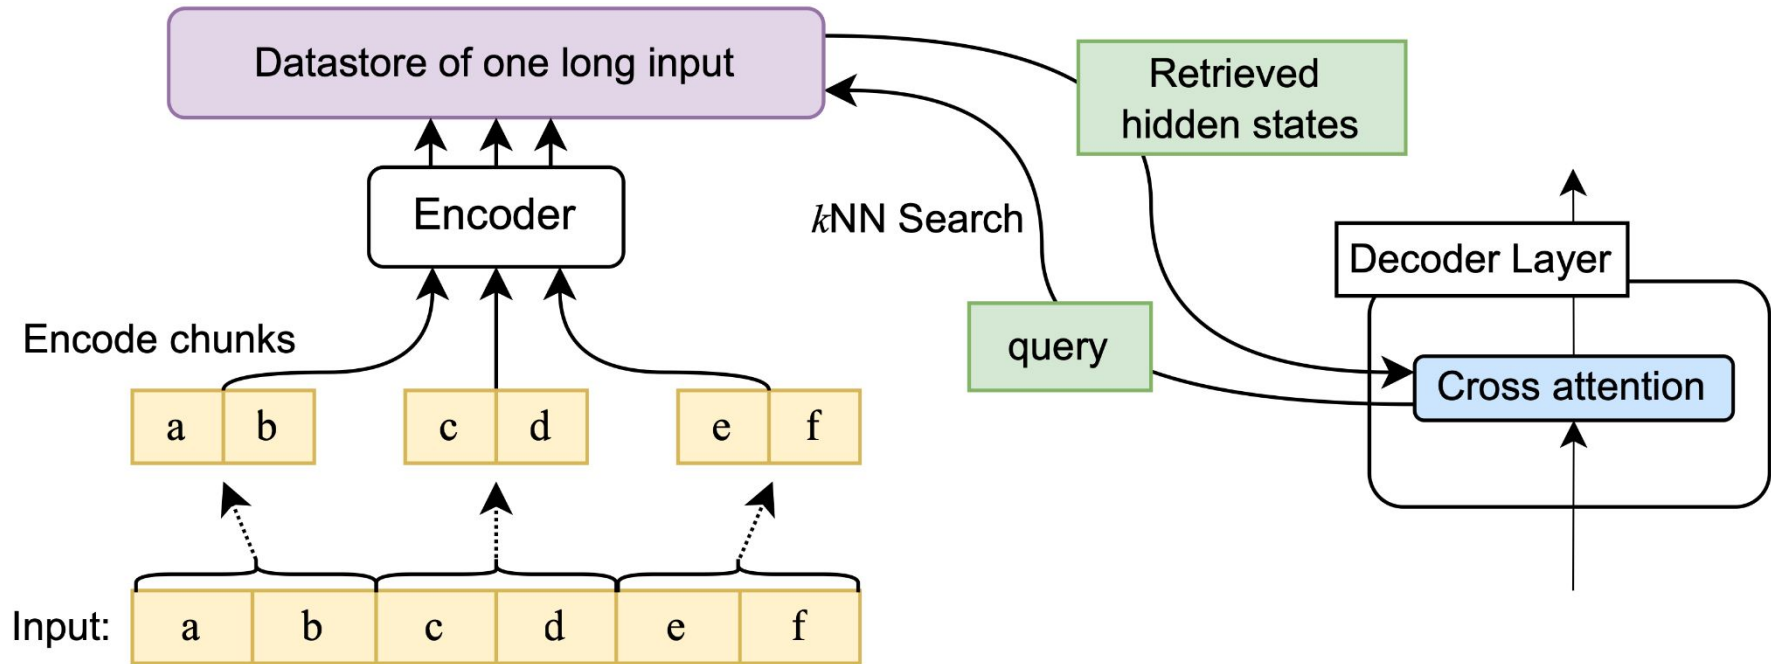 Datastore of one long input
Retrieved
hidden states
Encoder
kNN Search
Decoder Layer
Encode chunks
query
Cross attention
a b c d e f
Input: a b c d e f